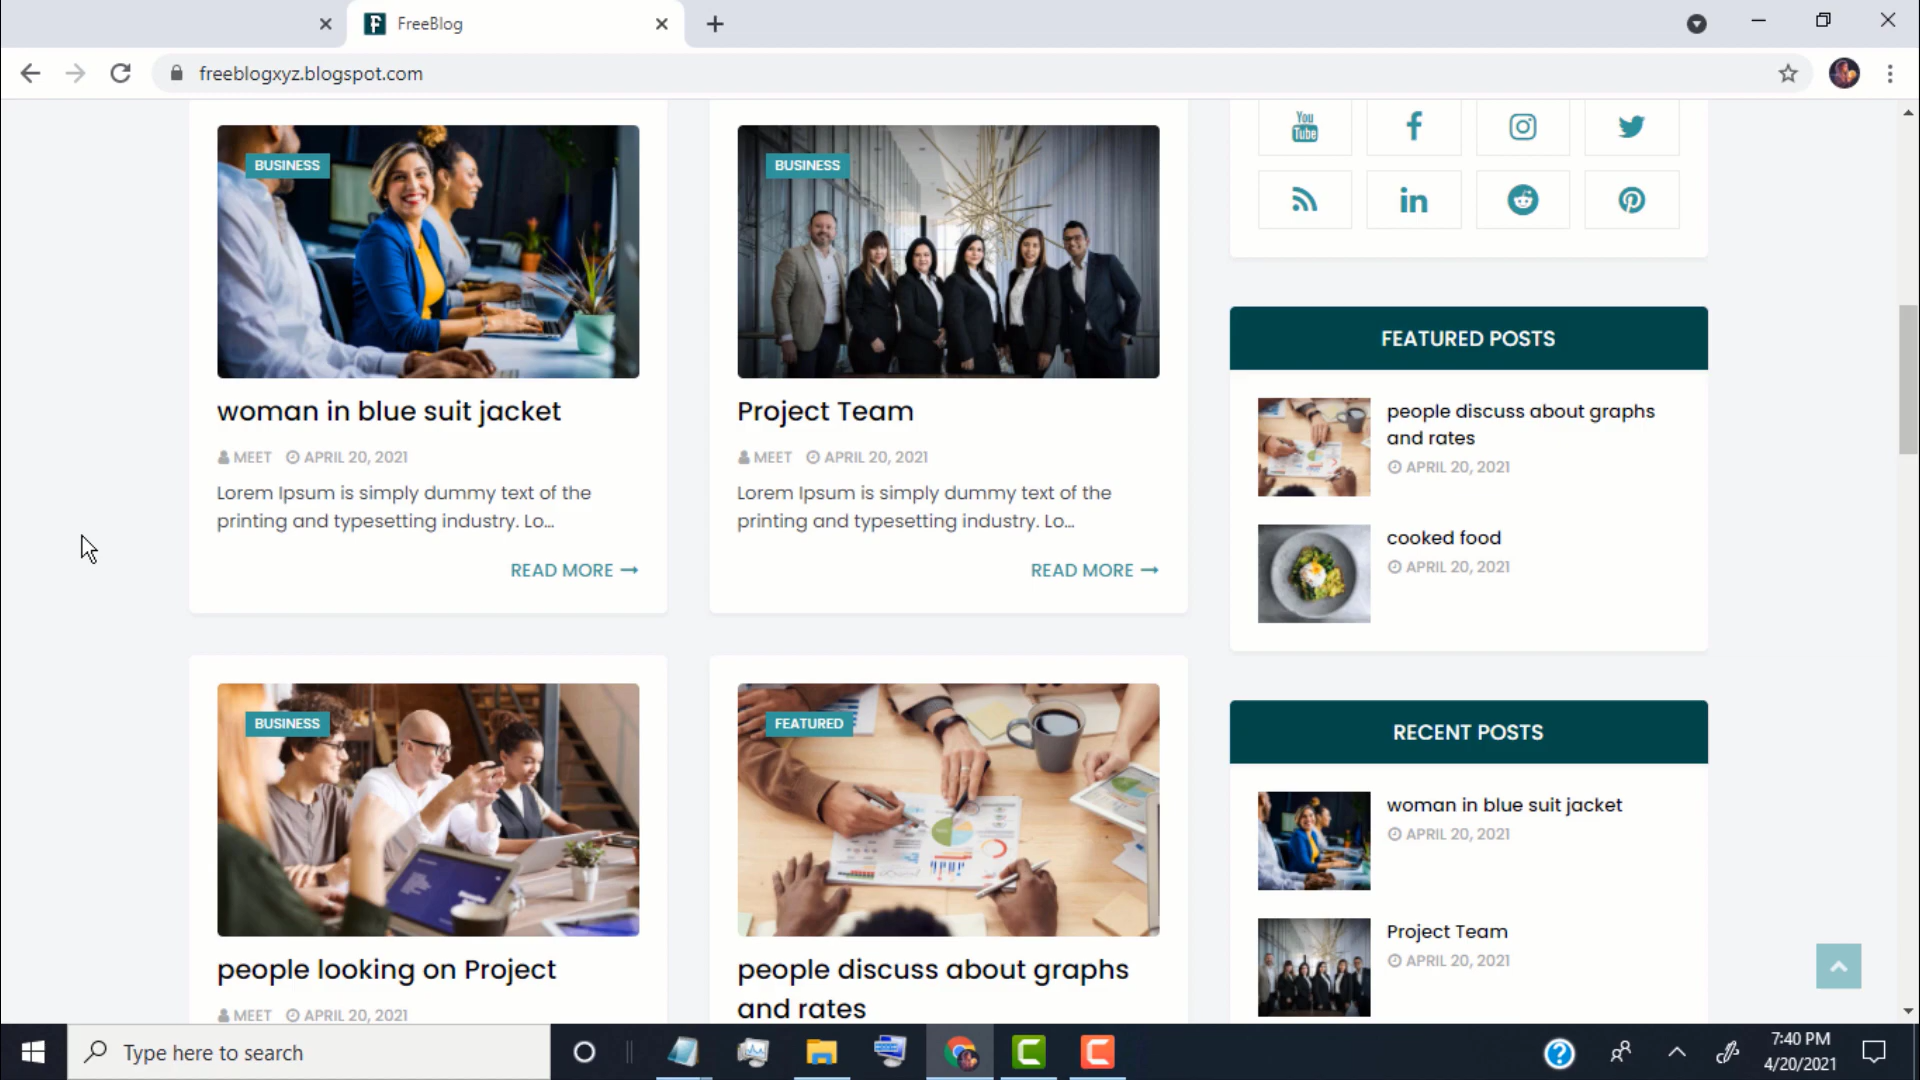 FreeBlog
freeblogxyz.blogspot.com
BUSINESS
woman in blue suit jacket
MEET APRIL 20, 2021
Lorem Ipsum is simply dummy text of the
printing and typesetting industry. Lo...
READ MORE
BUSINESS
Project Team
MEET APRIL 20, 2021
Lorem Ipsum is simply dummy text of the
printing and typesetting industry. Lo...
READ MORE
BUSINESS
people looking on Project
MEET APRIL 20, 2021
FEATURED
people discuss about graphs
and rates
You
Tube
FEATURED POSTS
people discuss about graphs
and rates
APRIL 20, 2021
cooked food
APRIL 20, 2021
RECENT POSTS
woman in blue suit jacket
APRIL 20, 2021
Project Team
APRIL 20, 2021
Type here to search
7:40 PM
4/20/2021